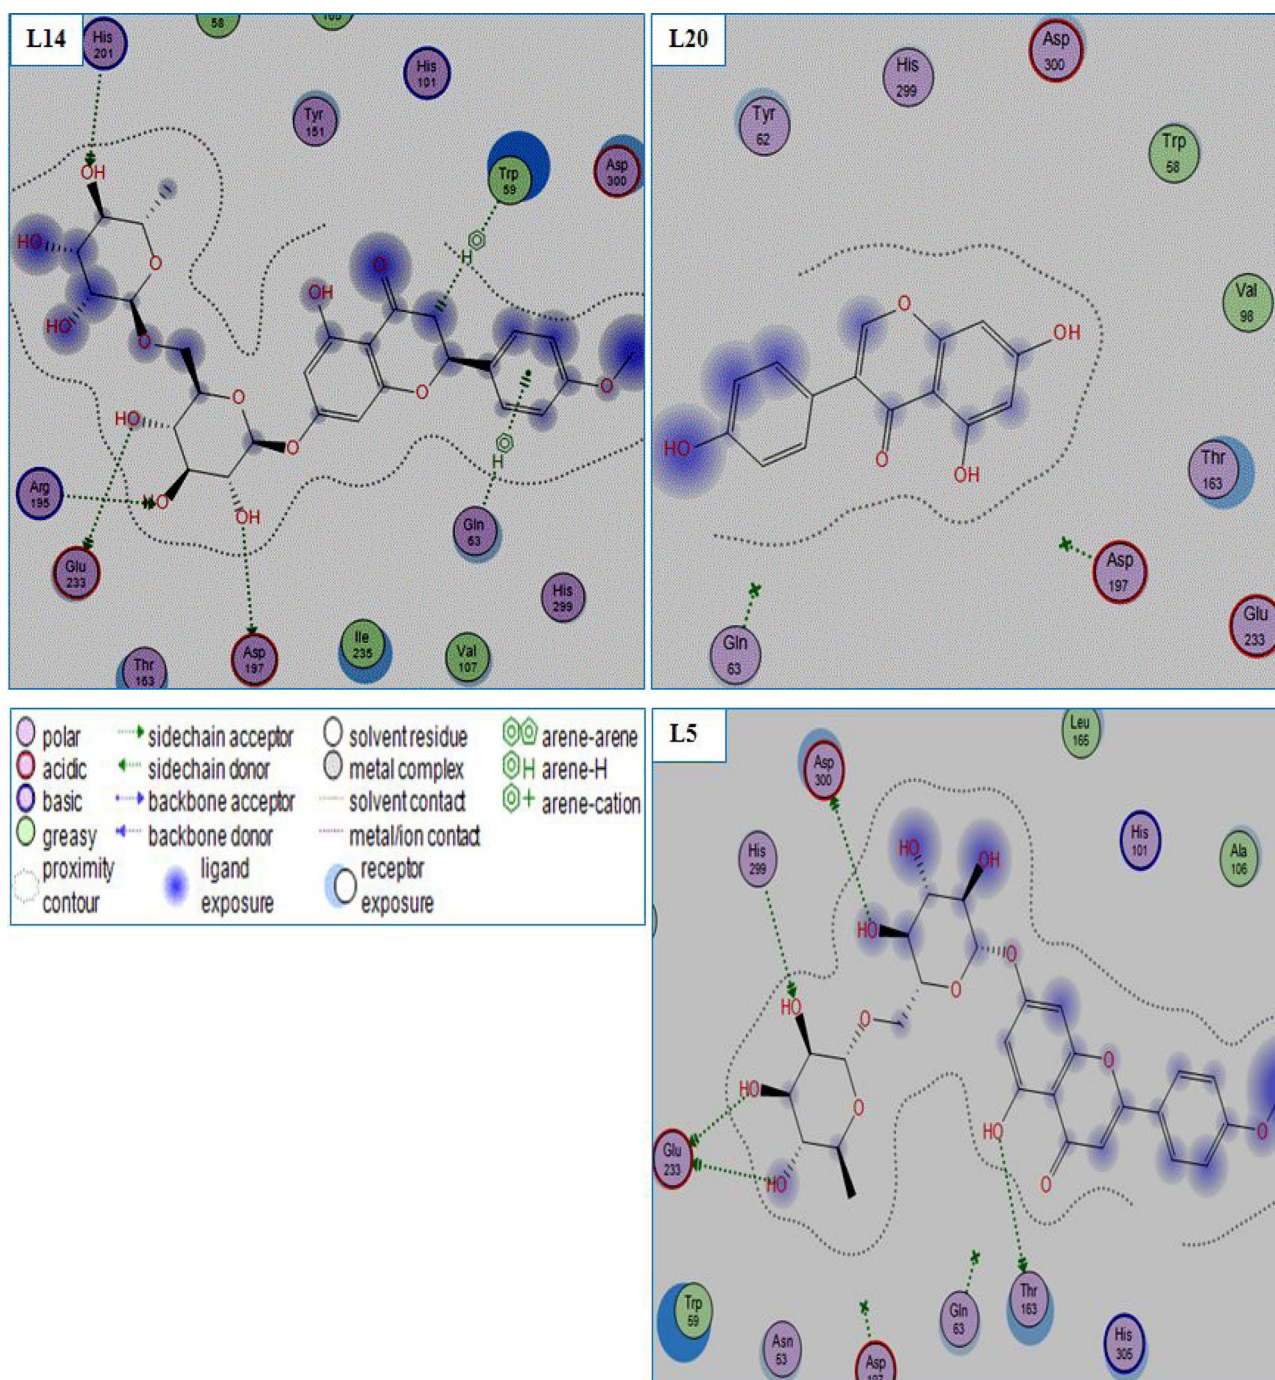 L14
His
201
58
165
His
101
Tyr
151
Trp
59
Asp
300
OH
HO
O
O
OH
H
HO
O
O
O
HO
O
O
O
Arg
195
HO
OH
H
Gln
63
Glu
233
His
299
Thr
163
Asp
197
Ile
235
Val
107
L20
Asp
300
His
299
Tyr
62
Trp
58
Val
98
O
OH
HO
O
OH
Thr
163
Asp
197
Gln
63
Glu
233
polar
sidechain acceptor
solvent residue
arene-arene
acidic
sidechain donor
metal complex
H arene-H
basic
backbone acceptor
solvent contact
+ arene-cation
greasy
backbone donor
metal/ion contact
proximity
contour
ligand
exposure
receptor
exposure
L5
Leu
165
Asp
300
His
299
His
101
Ala
106
HO
OH
HO
O
O
HO
O
O
HO
O
HO
O
Glu
233
HO
O
Trp
59
Asn
53
Asp
197
Gln
63
Thr
163
His
305